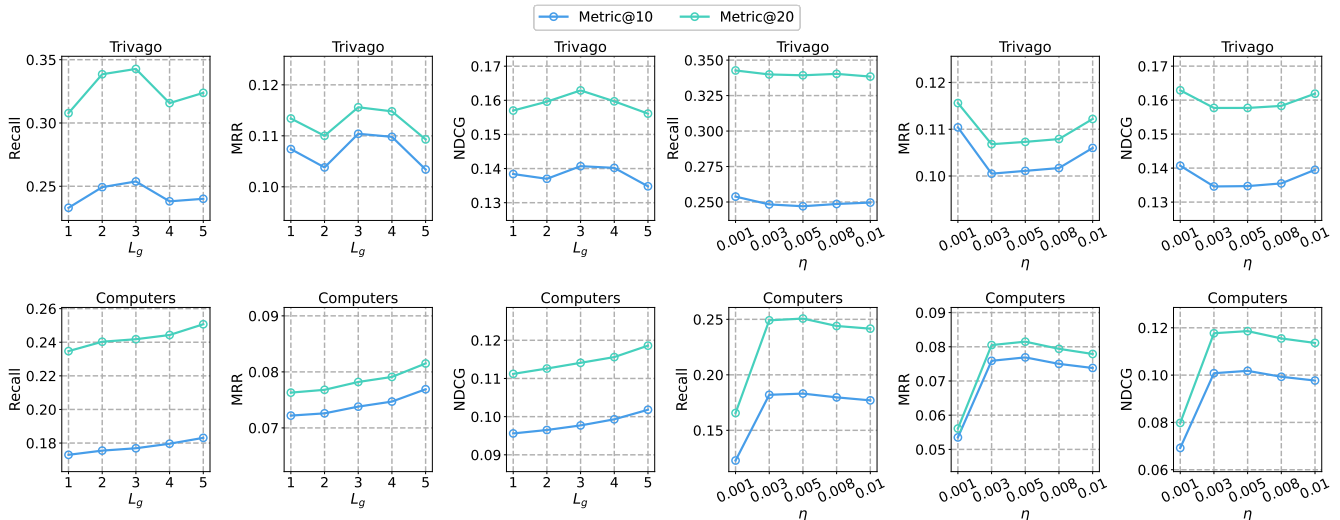 Metric@10 Metric@20
Trivago Trivago Trivago Trivago Trivago Trivago
Recall 0.35 0.30 0.25
1 2 3 4 5
L_g
MRR 0.12 0.11 0.10
1 2 3 4 5
L_g
NDCG 0.17 0.16 0.15 0.14 0.13
1 2 3 4 5
L_g
Recall 0.350 0.325 0.300 0.275 0.250
0.001 0.003 0.005 0.008 0.01
η
MRR 0.12 0.11 0.10
0.001 0.003 0.005 0.008 0.01
η
NDCG 0.17 0.16 0.15 0.14 0.13
0.001 0.003 0.005 0.008 0.01
η
Computers Computers Computers Computers Computers Computers
Recall 0.26 0.24 0.22 0.20 0.18
1 2 3 4 5
L_g
MRR 0.09 0.08 0.07
1 2 3 4 5
L_g
NDCG 0.12 0.11 0.10 0.09
1 2 3 4 5
L_g
Recall 0.25 0.20 0.15
0.001 0.003 0.005 0.008 0.01
η
MRR 0.09 0.08 0.07 0.06 0.05
0.001 0.003 0.005 0.008 0.01
η
NDCG 0.12 0.10 0.08 0.06
0.001 0.003 0.005 0.008 0.01
η